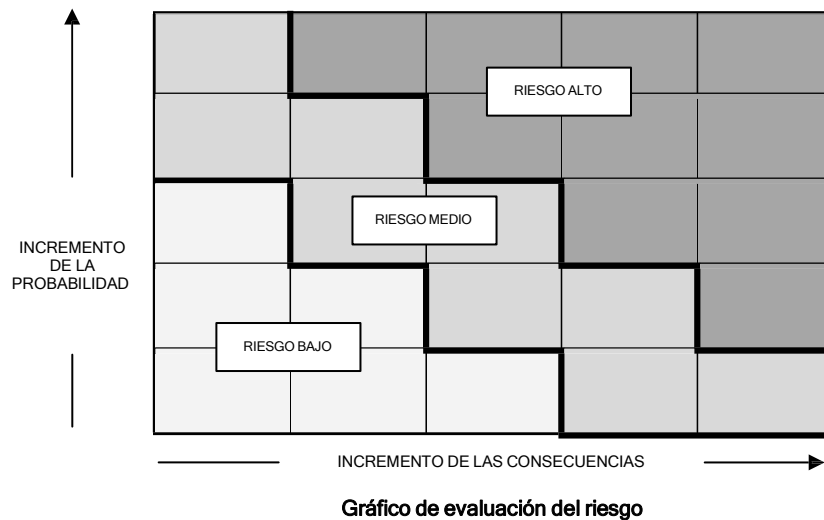 RIESGO ALTO
RIESGO MEDIO
INCREMENTO
DE LA
PROBABILIDAD
RIESGO BAJO
INCREMENTO DE LAS CONSECUENCIAS
Gráfico de evaluación del riesgo